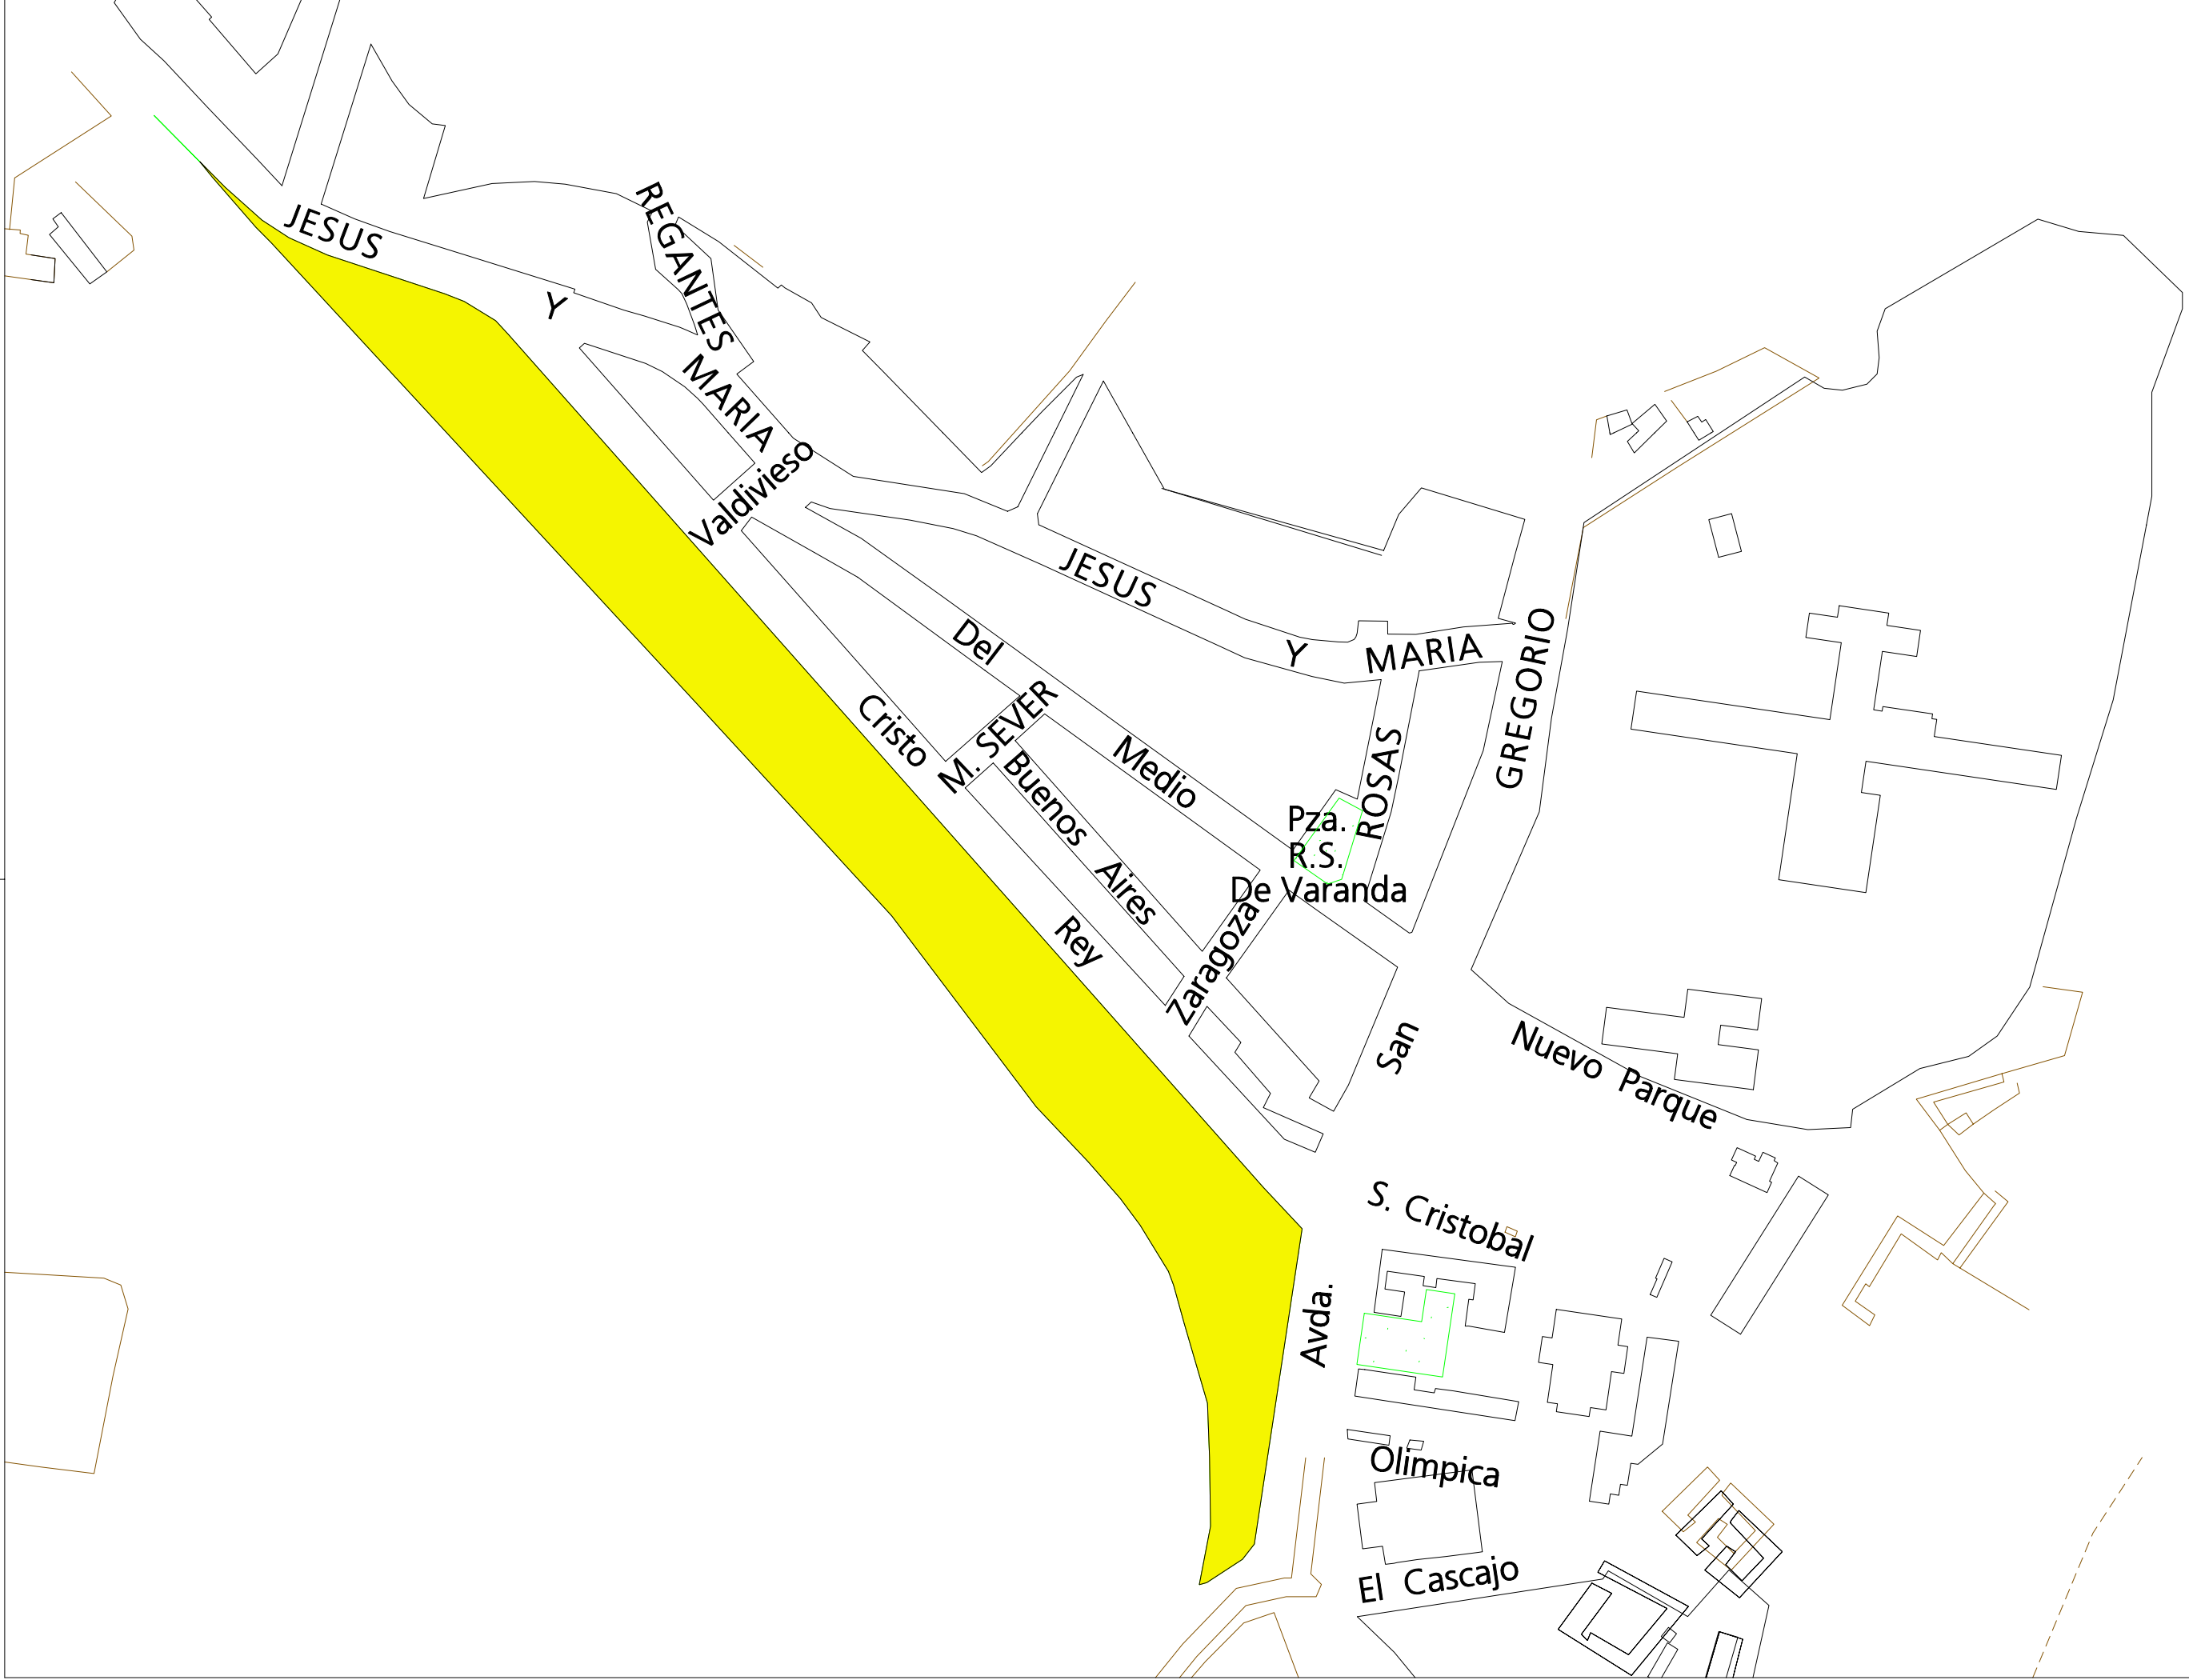 JESUS
Y
MARIA
REGANTES
Valdivieso
JESUS
Y
MARIA
Del
Medio
Cristo
Rey
M. SEVER
Buenos Aires
Zaragoza
Pza.
R.S.
De Varanda
ROSAS
GREGORIO
San
Avda.
Nuevo Parque
S. Cristobal
Olimpica
El Cascajo